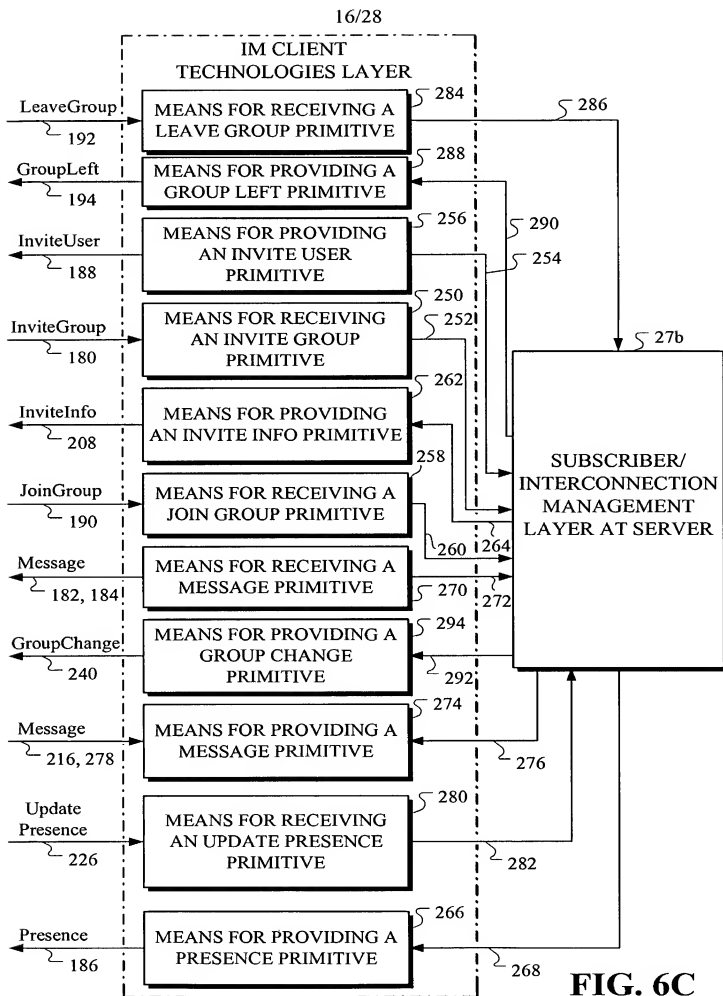 16/28
IM CLIENT
TECHNOLOGIES LAYER
LeaveGroup
192
MEANS FOR RECEIVING A
LEAVE GROUP PRIMITIVE
284
286
GroupLeft
194
MEANS FOR PROVIDING A
GROUP LEFT PRIMITIVE
288
290
InviteUser
188
MEANS FOR PROVIDING
AN INVITE USER
PRIMITIVE
256
254
InviteGroup
180
MEANS FOR RECEIVING
AN INVITE GROUP
PRIMITIVE
250
252
27b
SUBSCRIBER/
INTERCONNECTION
MANAGEMENT
LAYER AT SERVER
InviteInfo
208
MEANS FOR PROVIDING
AN INVITE INFO PRIMITIVE
262
264
JoinGroup
190
MEANS FOR RECEIVING A
JOIN GROUP PRIMITIVE
258
260
Message
182, 184
MEANS FOR RECEIVING A
MESSAGE PRIMITIVE
270
272
GroupChange
240
MEANS FOR PROVIDING A
GROUP CHANGE
PRIMITIVE
294
292
Message
216, 278
MEANS FOR PROVIDING A
MESSAGE PRIMITIVE
274
276
Update
Presence
226
MEANS FOR RECEIVING
AN UPDATE PRESENCE
PRIMITIVE
280
282
Presence
186
MEANS FOR PROVIDING A
PRESENCE PRIMITIVE
266
268
FIG. 6C